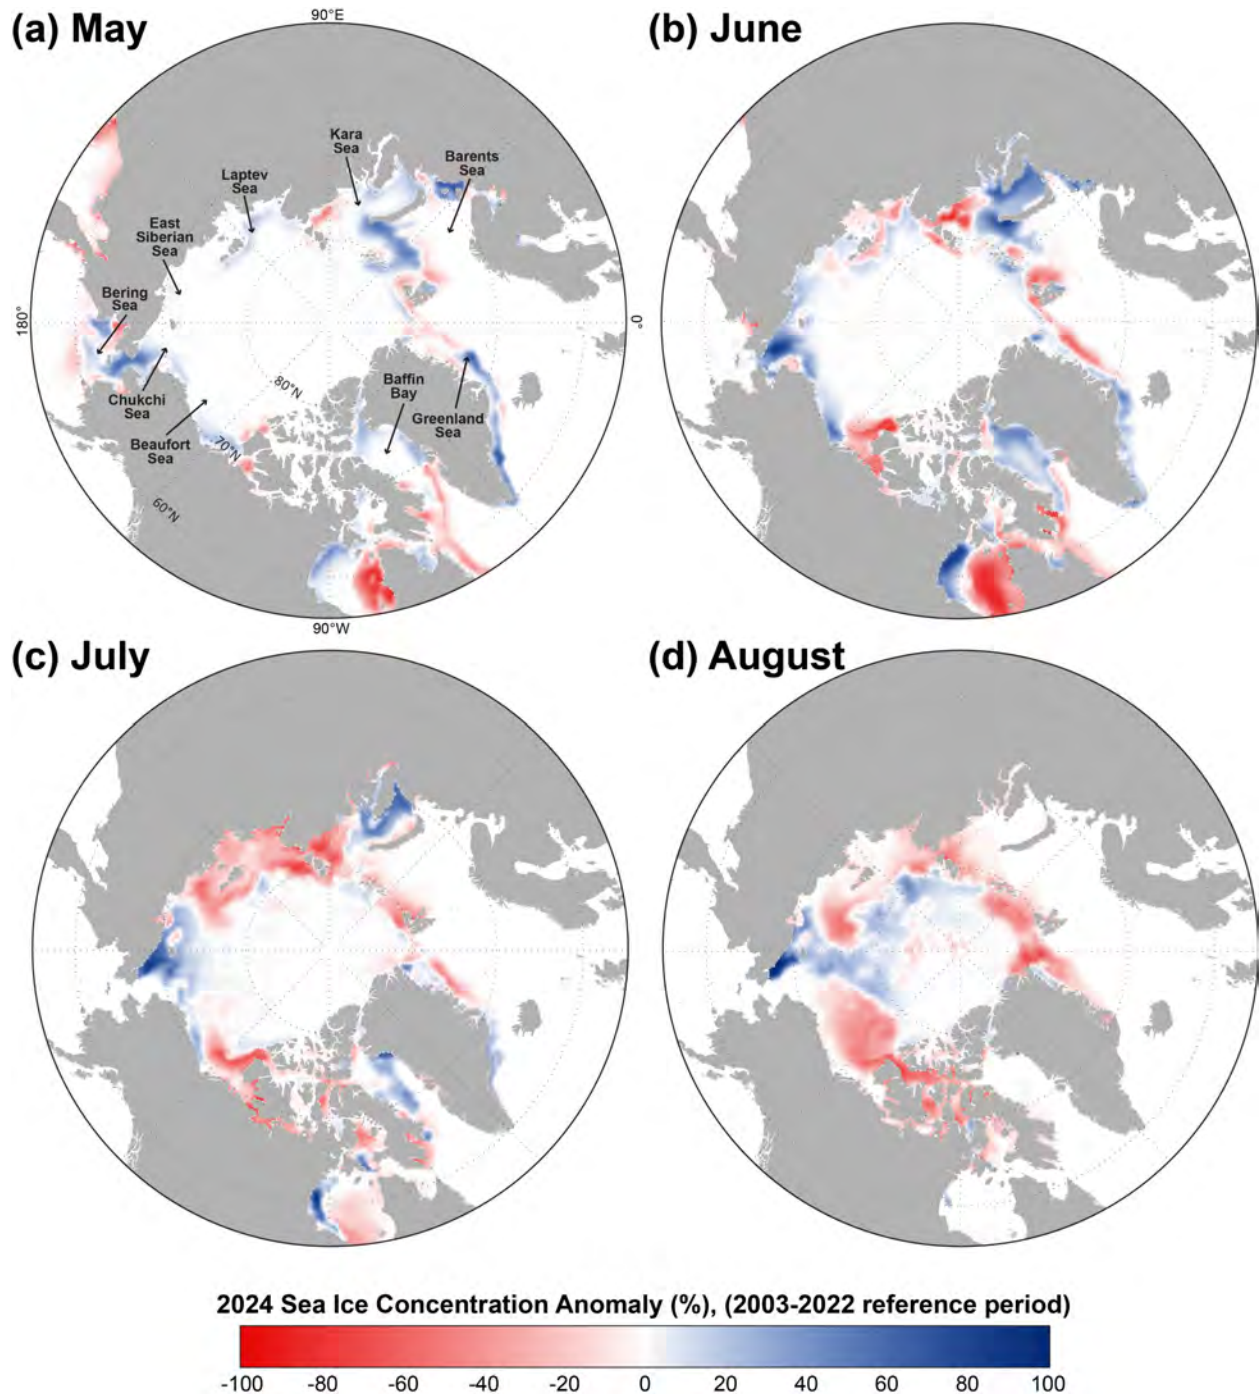 (a) May
90°E
(b) June
Kara
Sea
Barents
Sea
Laptev
Sea
East
Siberian
Sea
Bering
Sea
180°
0°
80°N
Baffin
Bay
Chukchi
Sea
Greenland
Sea
Beaufort
Sea
70°N
60°N
90°W
(c) July
(d) August
2024 Sea Ice Concentration Anomaly (%), (2003-2022 reference period)
-100 -80 -60 -40 -20 0 20 40 60 80 100